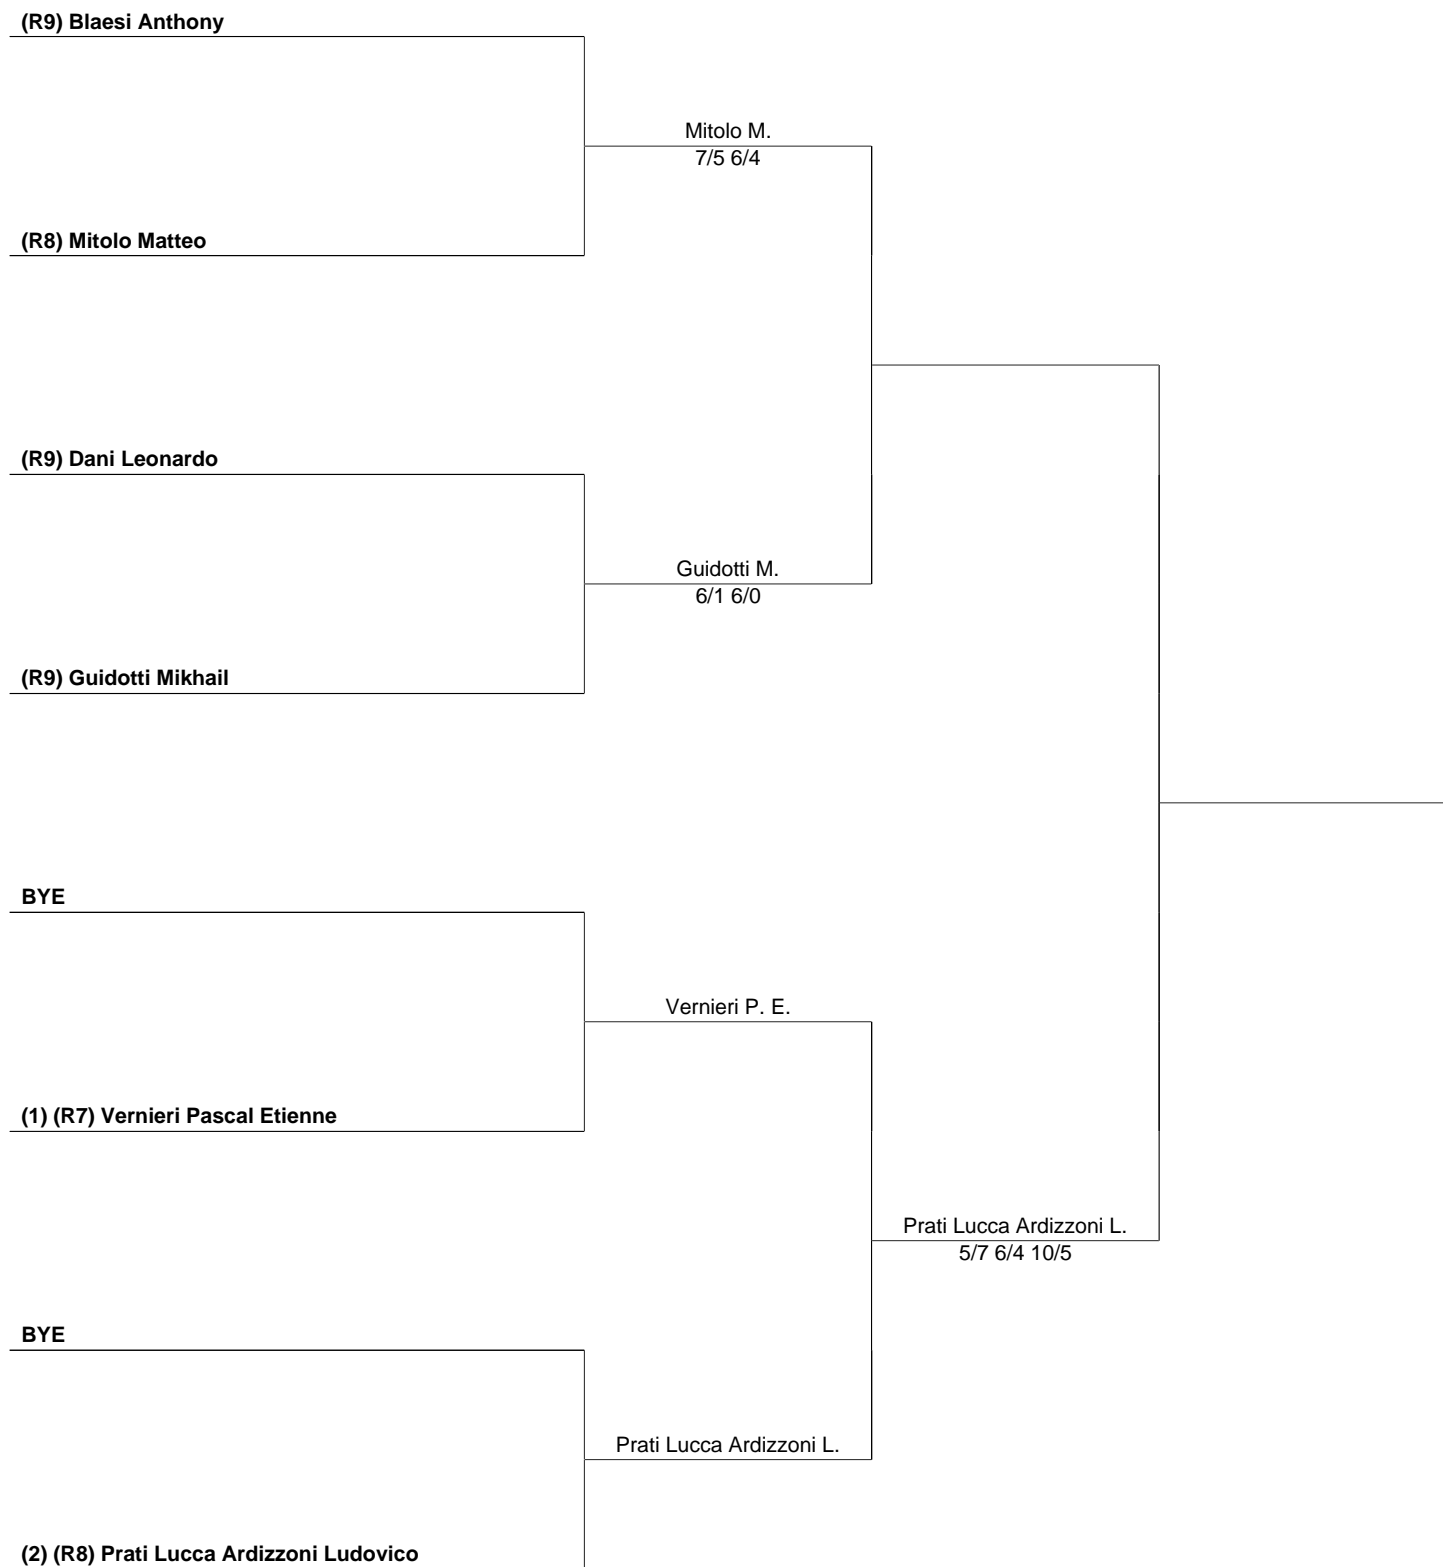 (R9) Blaesi Anthony
Mitolo M.
7/5 6/4
(R8) Mitolo Matteo
(R9) Dani Leonardo
Guidotti M.
6/1 6/0
(R9) Guidotti Mikhail
BYE
Vernieri P. E.
(1) (R7) Vernieri Pascal Etienne
Prati Lucca Ardizzoni L.
5/7 6/4 10/5
BYE
Prati Lucca Ardizzoni L.
(2) (R8) Prati Lucca Ardizzoni Ludovico